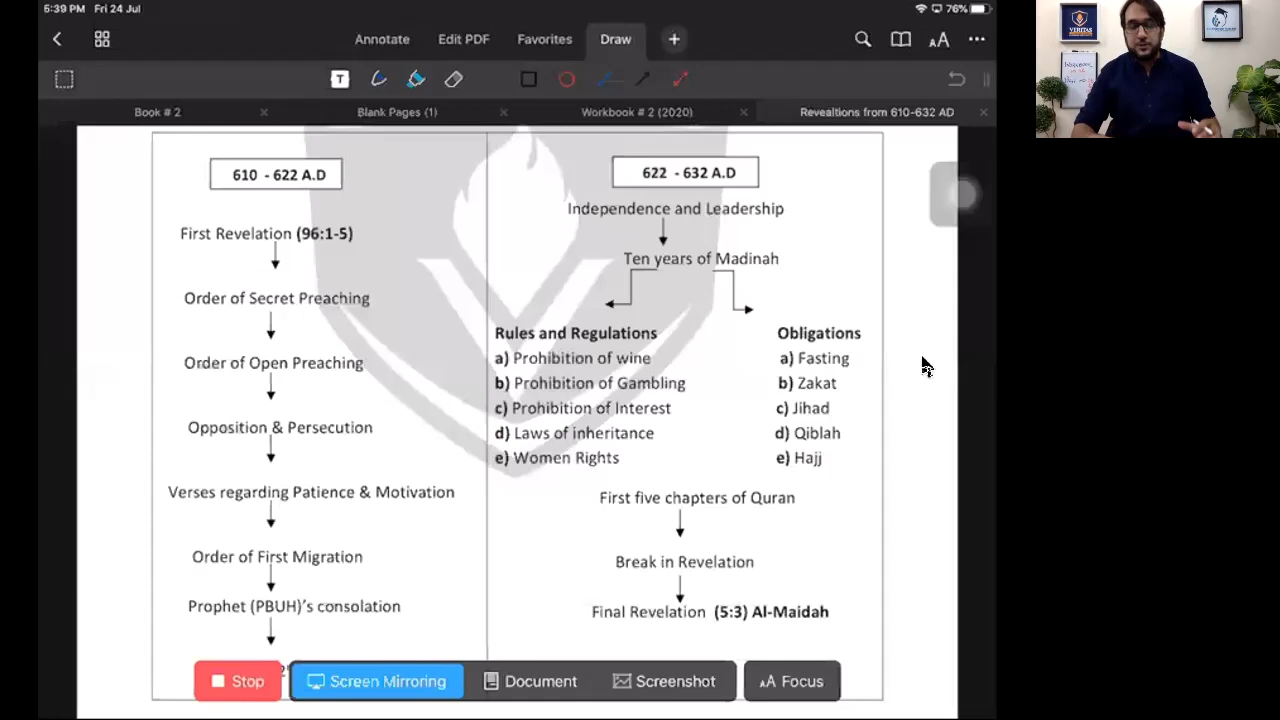 5:39 PM Fri 24 Jul
76%
Annotate
Edit PDF
Favorites
Draw
AA
T
Book # 2
Blank Pages (1)
Workbook # 2 (2020)
Revealtions from 610-632 AD
610 - 622 A.D
First Revelation (96:1-5)
Order of Secret Preaching
Order of Open Preaching
Opposition & Persecution
Verses regarding Patience & Motivation
Order of First Migration
Prophet (PBUH)'s consolation
622 - 632 A.D
Independence and Leadership
Ten years of Madinah
Rules and Regulations
a) Prohibition of wine
b) Prohibition of Gambling
c) Prohibition of Interest
d) Laws of inheritance
e) Women Rights
Obligations
a) Fasting
b) Zakat
c) Jihad
d) Qiblah
e) Hajj
First five chapters of Quran
Break in Revelation
Final Revelation (5:3) Al-Maidah
Stop
Screen Mirroring
Document
Screenshot
AA Focus
VERITAS